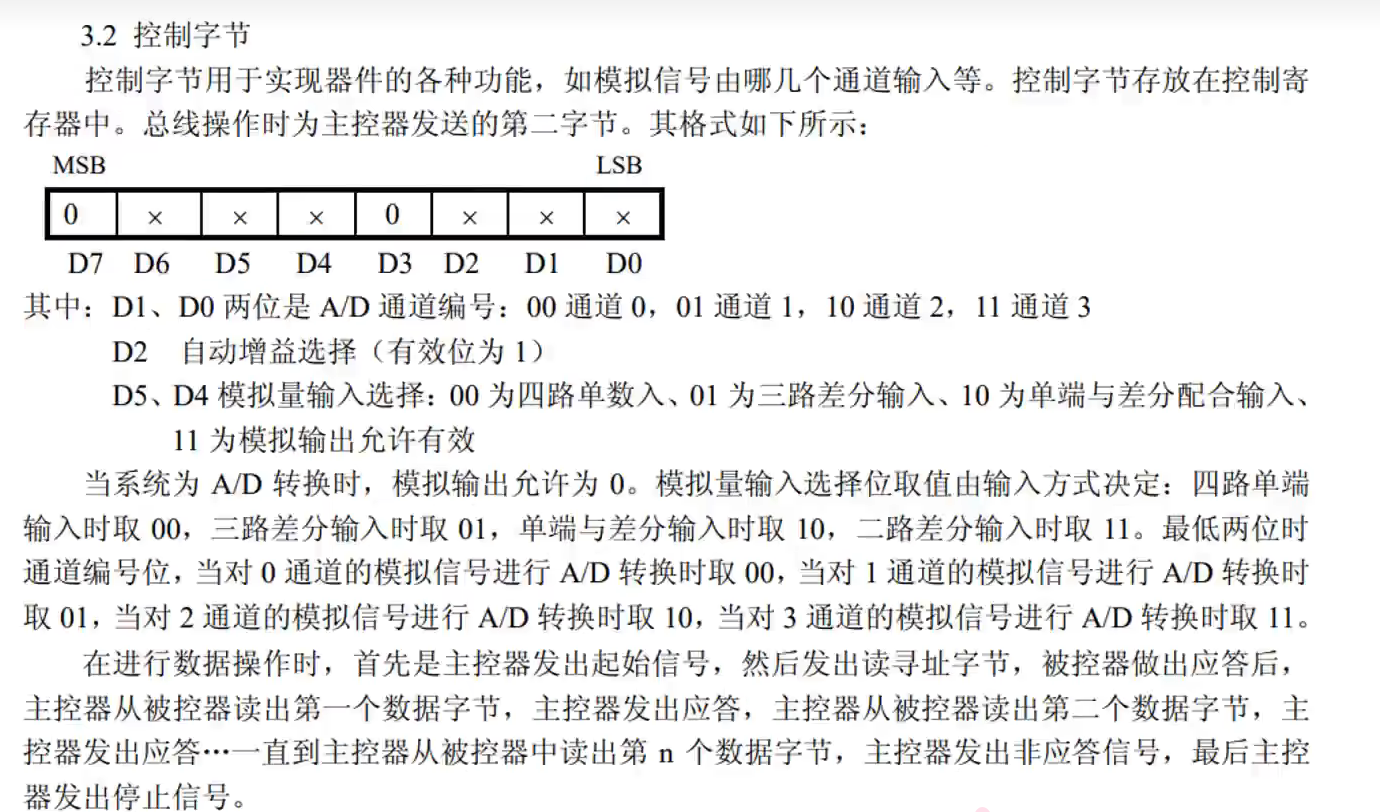 3.2 控制字节
控制字节用于实现器件的各种功能，如模拟信号由哪几个通道输入等。控制字节存放在控制寄
存器中。总线操作时为主控器发送的第二字节。其格式如下所示：
MSB LSB
0 × × × 0 × × ×
D7 D6 D5 D4 D3 D2 D1 D0
其中：D1、D0 两位是 A/D 通道编号：00 通道 0，01 通道 1，10 通道 2，11 通道 3
D2 自动增益选择（有效位为 1）
D5、D4 模拟量输入选择：00 为四路单数入、01 为三路差分输入、10 为单端与差分配合输入、
11 为模拟输出允许有效
当系统为 A/D 转换时，模拟输出允许为 0。模拟量输入选择位取值由输入方式决定：四路单端
输入时取 00，三路差分输入时取 01，单端与差分输入时取 10，二路差分输入时取 11。最低两位时
通道编号位，当对 0 通道的模拟信号进行 A/D 转换时取 00，当对 1 通道的模拟信号进行 A/D 转换时
取 01，当对 2 通道的模拟信号进行 A/D 转换时取 10，当对 3 通道的模拟信号进行 A/D 转换时取 11。
在进行数据操作时，首先是主控器发出起始信号，然后发出读寻址字节，被控器做出应答后，
主控器从被控器读出第一个数据字节，主控器发出应答，主控器从被控器读出第二个数据字节，主
控器发出应答…一直到主控器从被控器中读出第 n 个数据字节，主控器发出非应答信号，最后主控
器发出停止信号。